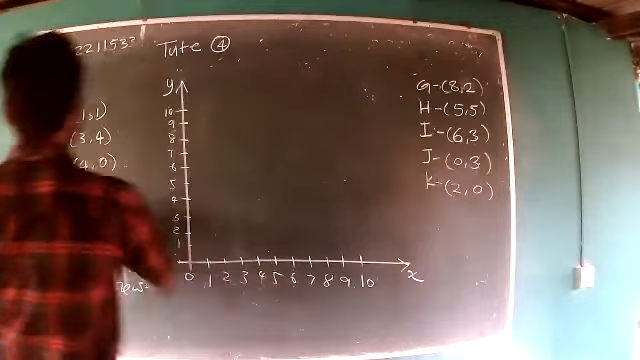 2211533
Tute ④
,1)
(3,4)
(4,0)
y
10
9
8
7
6
5
4
3
2
1
0 1 2 3 4 5 6 7 8 9 10 x
G-(8,2)
H-(5,5)
I-(6,3)
J-(0,3)
K-(2,0)